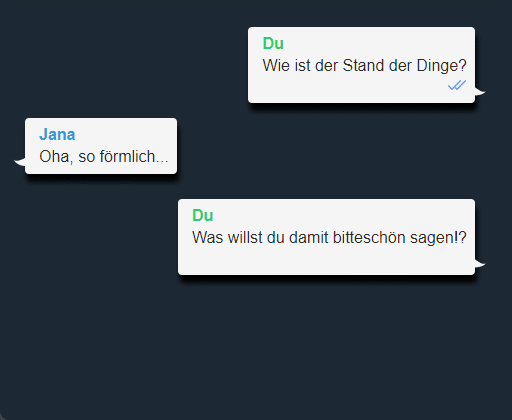 Du
Wie ist der Stand der Dinge?
Jana
Oha, so förmlich...
Du
Was willst du damit bitteschön sagen!?